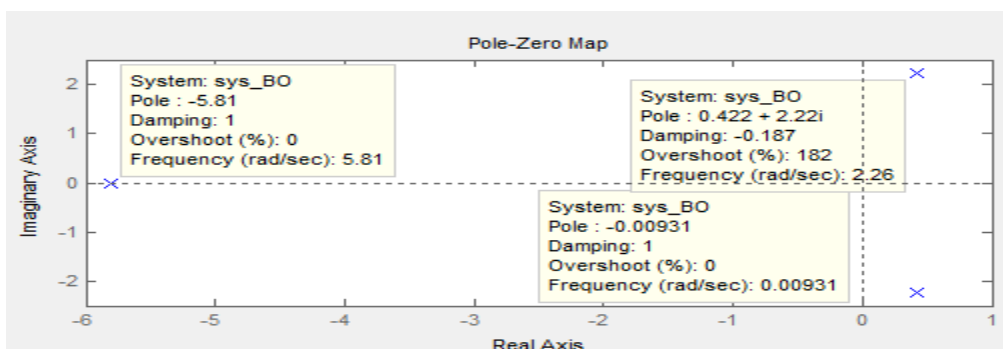 Pole-Zero Map
System: sys_BO
Pole : -5.81
Damping: 1
Overshoot (%): 0
Frequency (rad/sec): 5.81
System: sys_BO
Pole : 0.422 + 2.22i
Damping: -0.187
Overshoot (%): 182
Frequency (rad/sec): 2.26
System: sys_BO
Pole : -0.00931
Damping: 1
Overshoot (%): 0
Frequency (rad/sec): 0.00931
Imaginary Axis
2
1
0
-1
-2
-6
-5
-4
-3
-2
-1
0
1
Real Axis